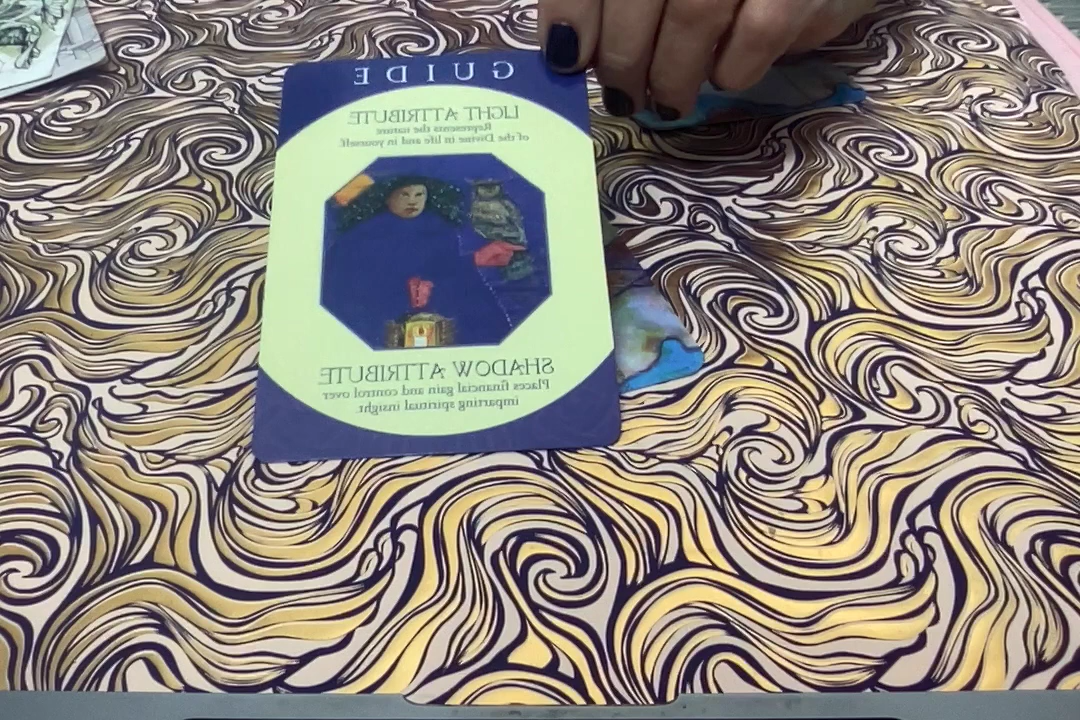 GUIDE
LIGHT ATTRIBUTE
Represents the nature
of the Divine in life and in yourself.
SHADOW ATTRIBUTE
Places financial gain and control over
imparting spiritual insight.